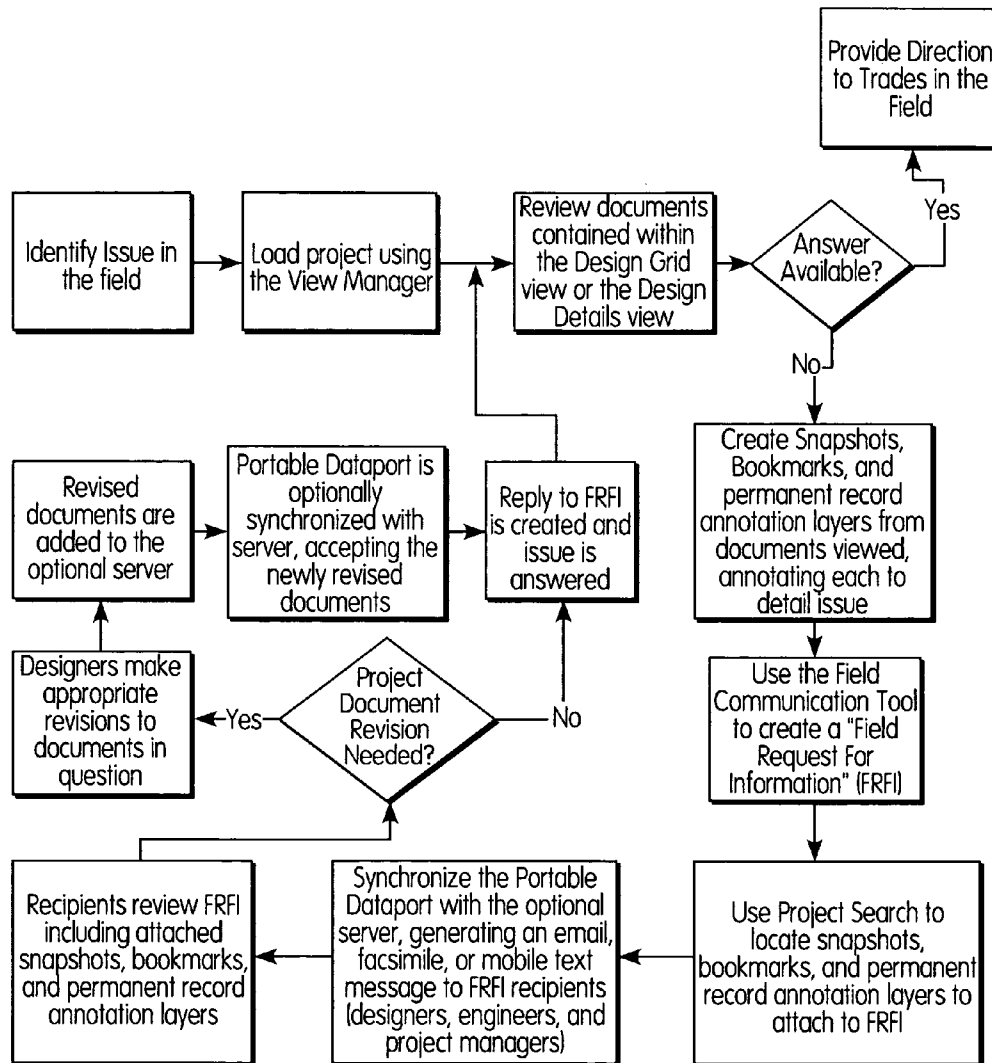 Provide Direction
to Trades in the
Field
Identify Issue in
the field
Load project using
the View Manager
Review documents
contained within
the Design Grid
view or the Design
Details view
Answer
Available?
Yes
No
Create Snapshots,
Bookmarks, and
permanent record
annotation layers from
documents viewed,
annotating each to
detail issue
Use the Field
Communication Tool
to create a "Field
Request For
Information" (FRFI)
Use Project Search to
locate snapshots,
bookmarks, and permanent
record annotation layers to
attach to FRFI
Synchronize the Portable
Dataport with the optional
server, generating an email,
facsimile, or mobile text
message to FRFI recipients
(designers, engineers, and
project managers)
Recipients review FRFI
including attached
snapshots, bookmarks,
and permanent record
annotation layers
Project
Document
Revision
Needed?
Yes
No
Designers make
appropriate
revisions to
documents in
question
Revised
documents are
added to the
optional server
Portable Dataport is
optionally
synchronized with
server, accepting the
newly revised
documents
Reply to FRFI
is created and
issue is
answered